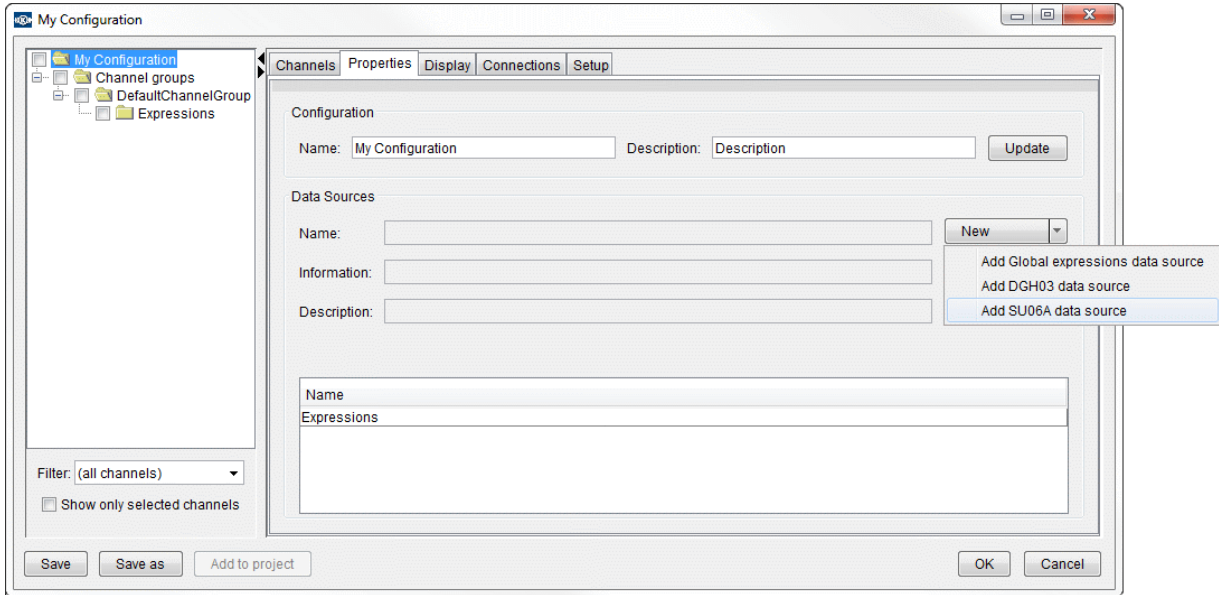 My Configuration
My Configuration
Channel groups
DefaultChannelGroup
Expressions
Filter: (all channels)
Show only selected channels
Channels Properties Display Connections Setup
Configuration
Name: My Configuration Description: Description Update
Data Sources
Name: New
Information:
Description:
Add Global expressions data source
Add DGH03 data source
Add SU06A data source
Name
Expressions
Save Save as Add to project OK Cancel